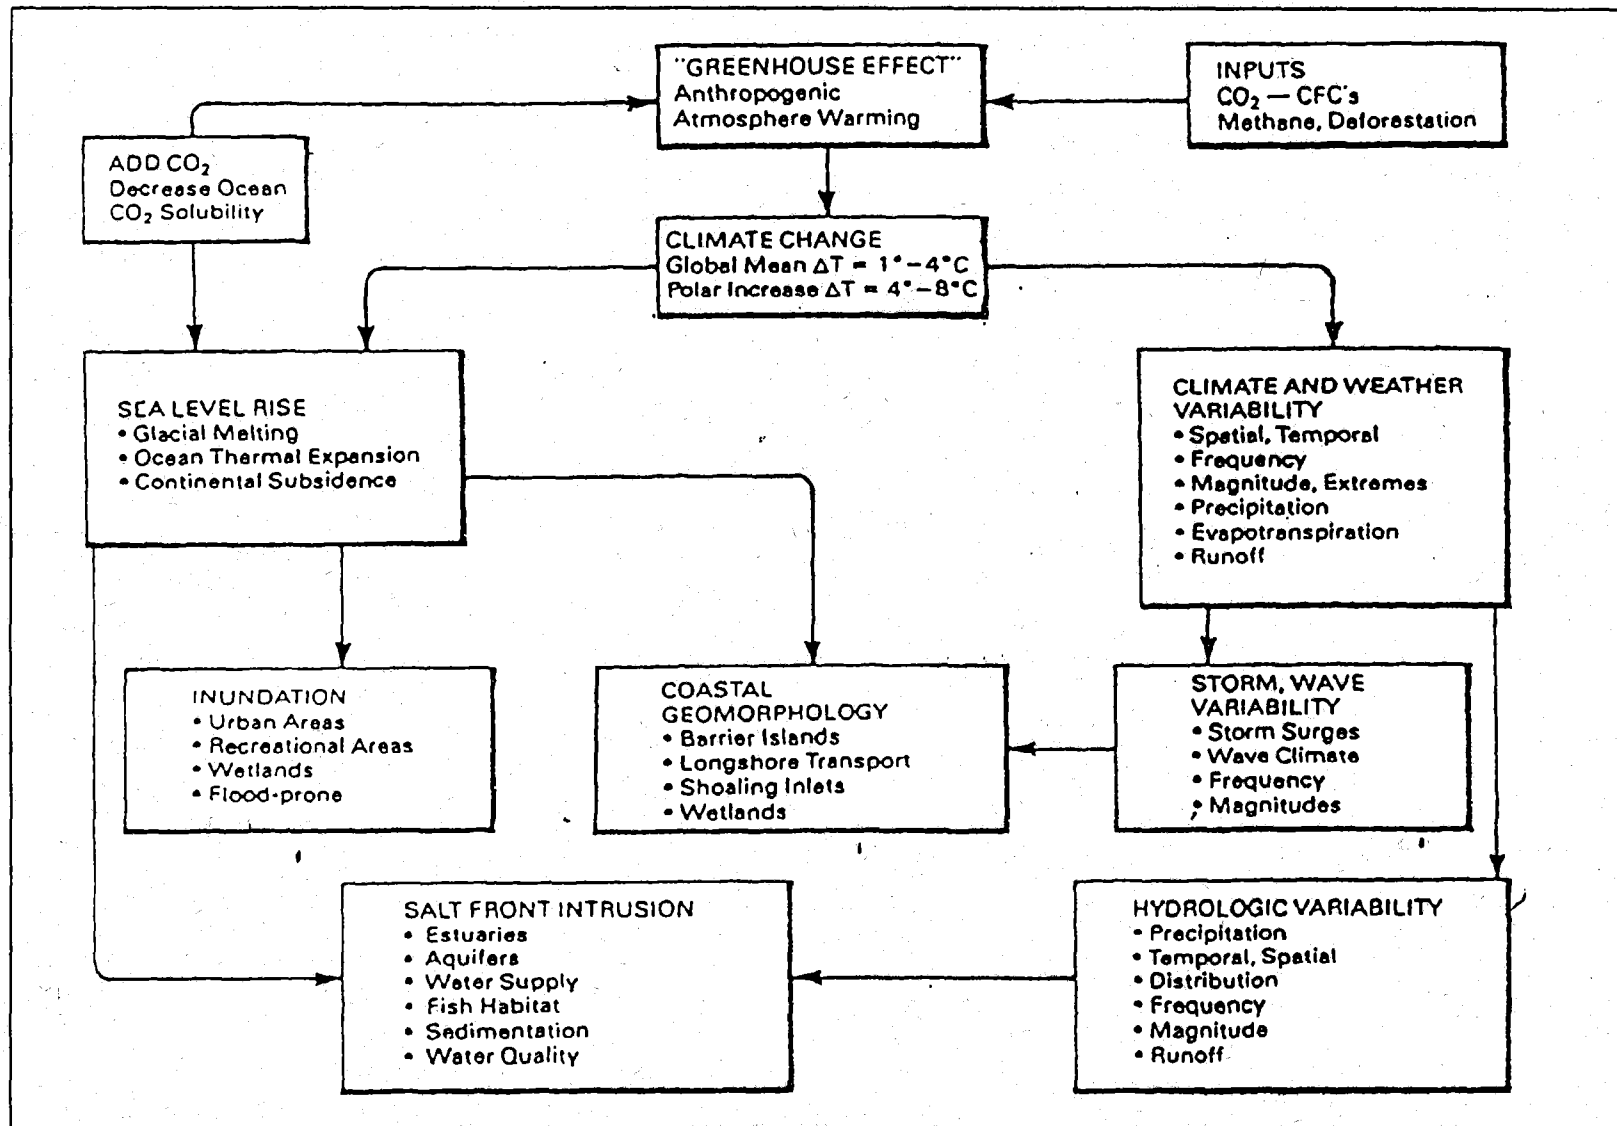 "GREENHOUSE EFFECT"
Anthropogenic
Atmosphere Warming
INPUTS
CO₂ — CFC's
Methane, Deforestation
ADD CO₂
Decrease Ocean
CO₂ Solubility
CLIMATE CHANGE
Global Mean ΔT = 1°–4°C
Polar Increase ΔT = 4°–8°C
SEA LEVEL RISE
• Glacial Melting
• Ocean Thermal Expansion
• Continental Subsidence
CLIMATE AND WEATHER
VARIABILITY
• Spatial, Temporal
• Frequency
• Magnitude, Extremes
• Precipitation
• Evapotranspiration
• Runoff
INUNDATION
• Urban Areas
• Recreational Areas
• Wetlands
• Flood-prone
COASTAL
GEOMORPHOLOGY
• Barrier Islands
• Longshore Transport
• Shoaling Inlets
• Wetlands
STORM, WAVE
VARIABILITY
• Storm Surges
• Wave Climate
• Frequency
• Magnitudes
SALT FRONT INTRUSION
• Estuaries
• Aquifers
• Water Supply
• Fish Habitat
• Sedimentation
• Water Quality
HYDROLOGIC VARIABILITY
• Precipitation
• Temporal, Spatial
• Distribution
• Frequency
• Magnitude
• Runoff